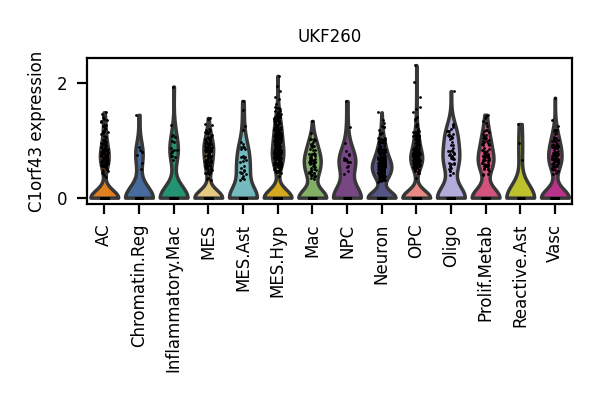 UKF260
C1orf43 expression
2
0
AC
Chromatin.Reg
Inflammatory.Mac
MES
MES.Ast
MES.Hyp
Mac
NPC
Neuron
OPC
Oligo
Prolif.Metab
Reactive.Ast
Vasc